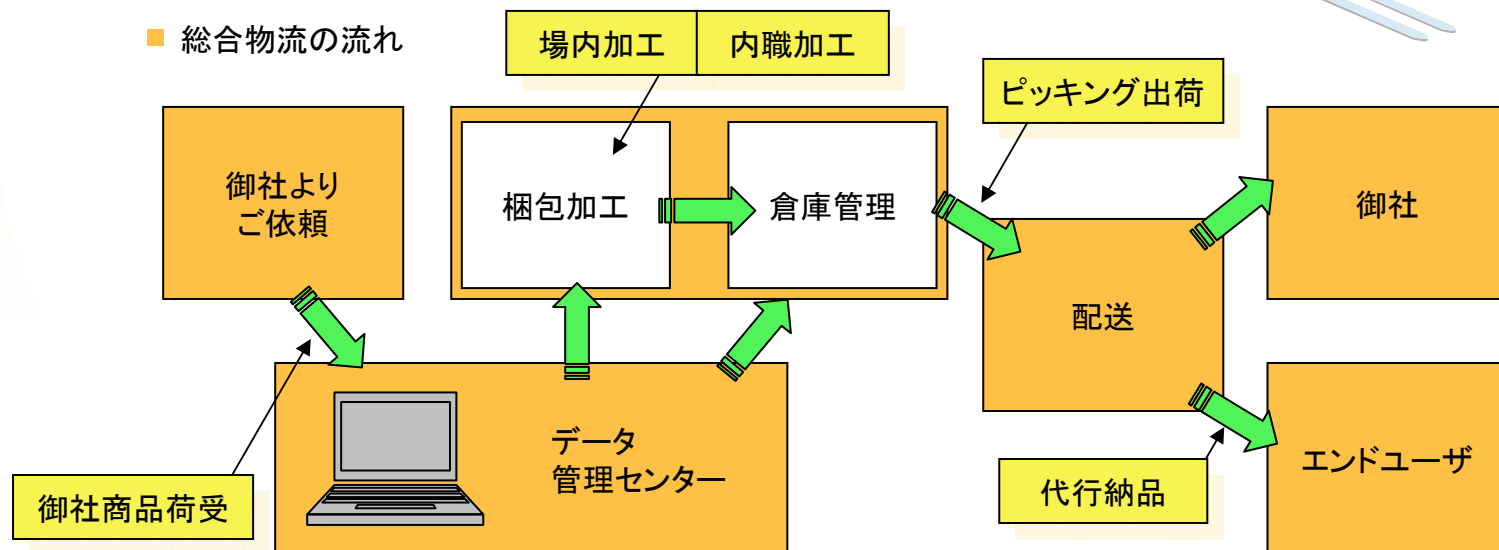 総合物流の流れ
場内加工
内職加工
ピッキング出荷
御社より
ご依頼
梱包加工
倉庫管理
御社
配送
データ
管理センター
エンドユーザ
御社商品荷受
代行納品